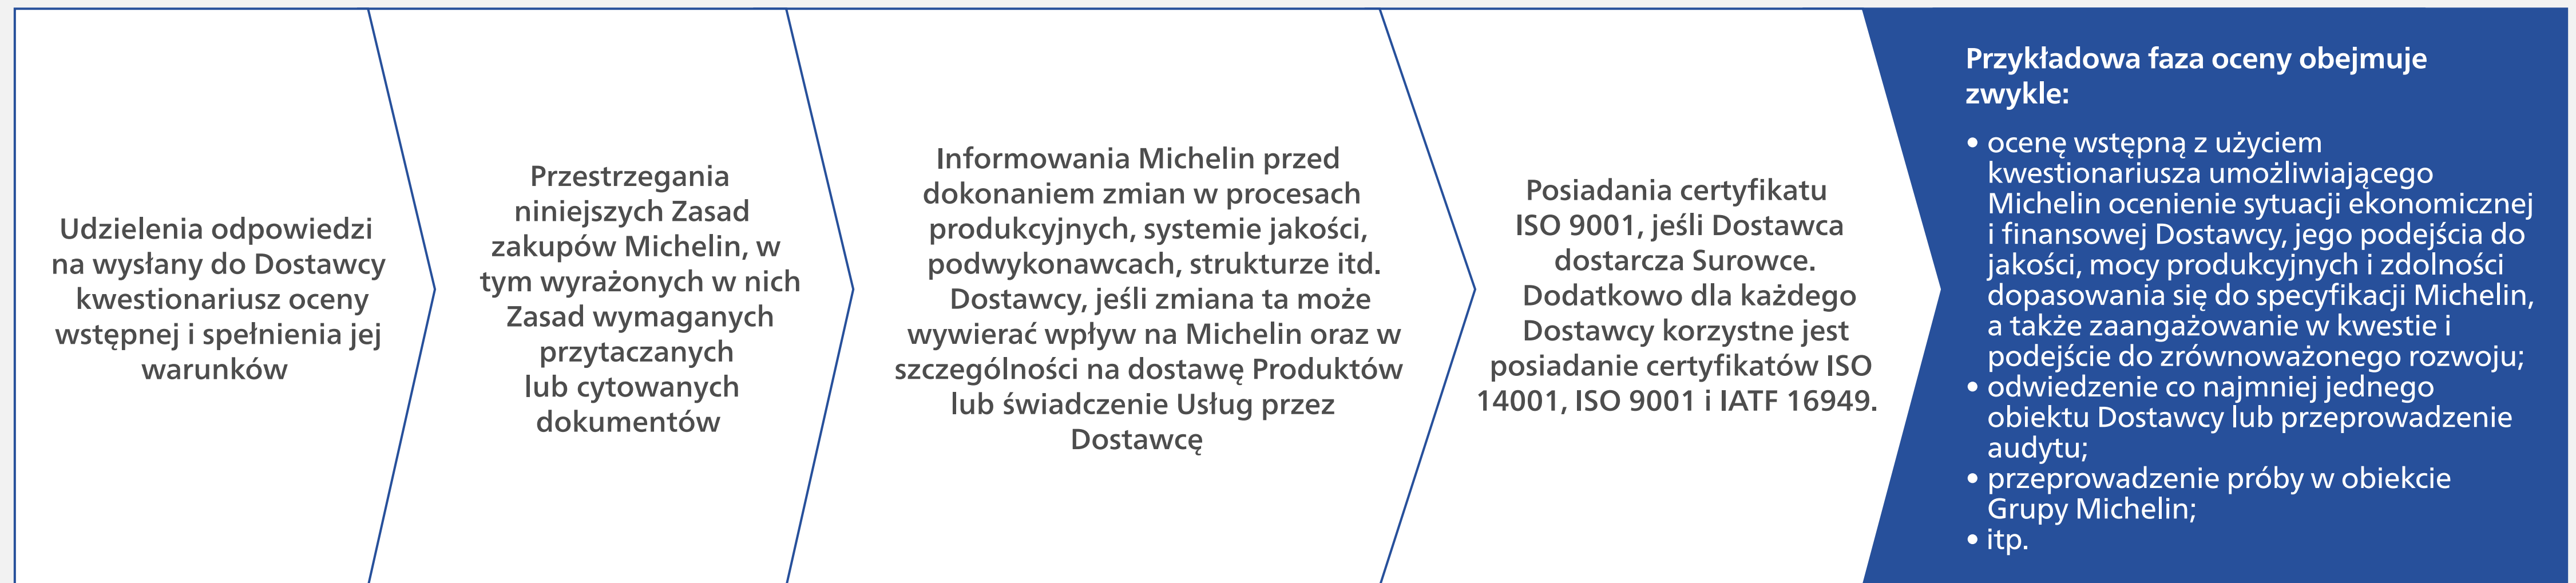 Udzielenia odpowiedzi
na wysłany do Dostawcy
kwestionariusz oceny
wstępnej i spełnienia jej
warunków
Przestrzegania
niniejszych Zasad
zakupów Michelin, w
tym wyrażonych w nich
Zasad wymaganych
przytaczanych
lub cytowanych
dokumentów
Informowania Michelin przed
dokonaniem zmian w procesach
produkcyjnych, systemie jakości,
podwykonawcach, strukturze itd.
Dostawcy, jeśli zmiana ta może
wywierać wpływ na Michelin oraz w
szczególności na dostawę Produktów
lub świadczenie Usług przez
Dostawcę
Posiadania certyfikatu
ISO 9001, jeśli Dostawca
dostarcza Surowce.
Dodatkowo dla każdego
Dostawcy korzystne jest
posiadanie certyfikatów ISO
14001, ISO 9001 i IATF 16949.
Przykładowa faza oceny obejmuje
zwykle:
• ocenę wstępną z użyciem
kwestionariusza umożliwiającego
Michelin ocenienie sytuacji ekonomicznej
i finansowej Dostawcy, jego podejścia do
jakości, mocy produkcyjnych i zdolności
dopasowania się do specyfikacji Michelin,
a także zaangażowanie w kwestie i
podejście do zrównoważonego rozwoju;
• odwiedzenie co najmniej jednego
obiektu Dostawcy lub przeprowadzenie
audytu;
• przeprowadzenie próby w obiekcie
Grupy Michelin;
• itp.